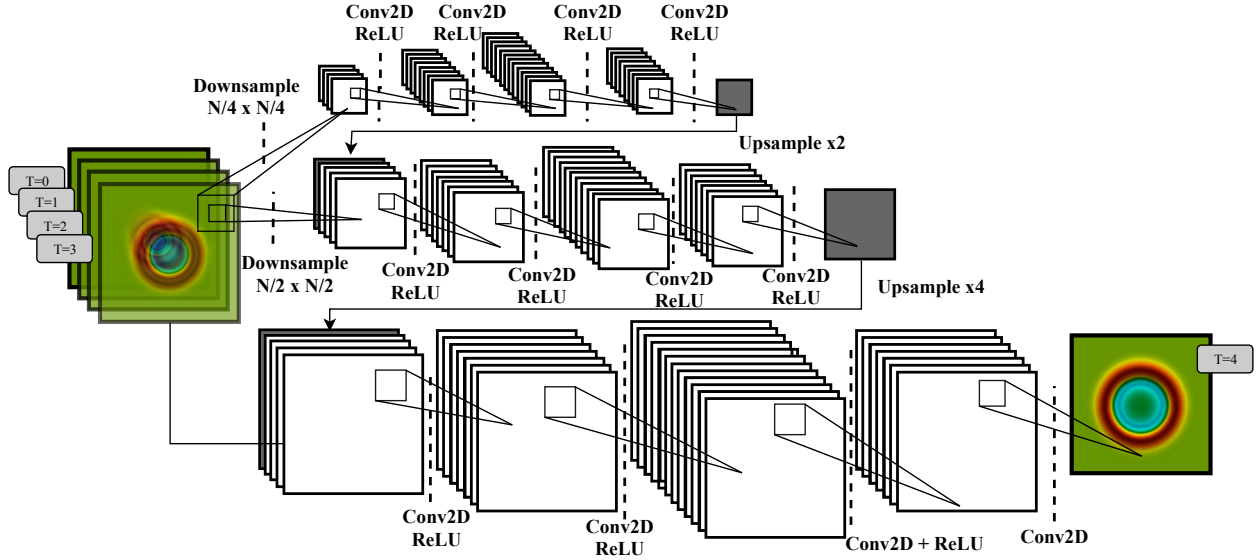 Conv2D
ReLU
Conv2D
ReLU
Conv2D
ReLU
Conv2D
ReLU
Downsample
N/4 x N/4
Upsample x2
T=0
T=1
T=2
T=3
Downsample
N/2 x N/2
Conv2D
ReLU
Conv2D
ReLU
Conv2D
ReLU
Conv2D
ReLU
Upsample x4
T=4
Conv2D
ReLU
Conv2D
ReLU
Conv2D + ReLU
Conv2D